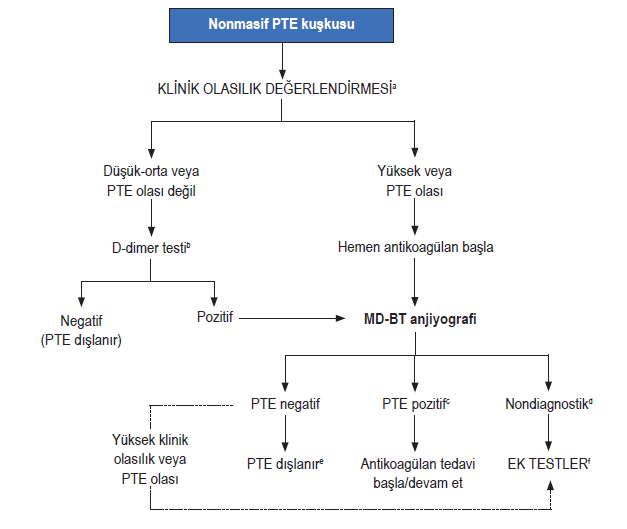 Nonmasif PTE kuşkusu
KLİNİK OLASILIK DEĞERLENDİRMESİᵃ
Düşük-orta veya
PTE olası değil
Yüksek veya
PTE olası
D-dimer testiᵇ
Hemen antikoagülan başla
Negatif
(PTE dışlanır)
Pozitif
MD-BT anjiyografi
PTE negatif
PTE pozitifᶜ
Nondiagnostikᵈ
Yüksek klinik
olasılık veya
PTE olası
PTE dışlanırᵉ
Antikoagülan tedavi
başla/devam et
EK TESTLERᶠ